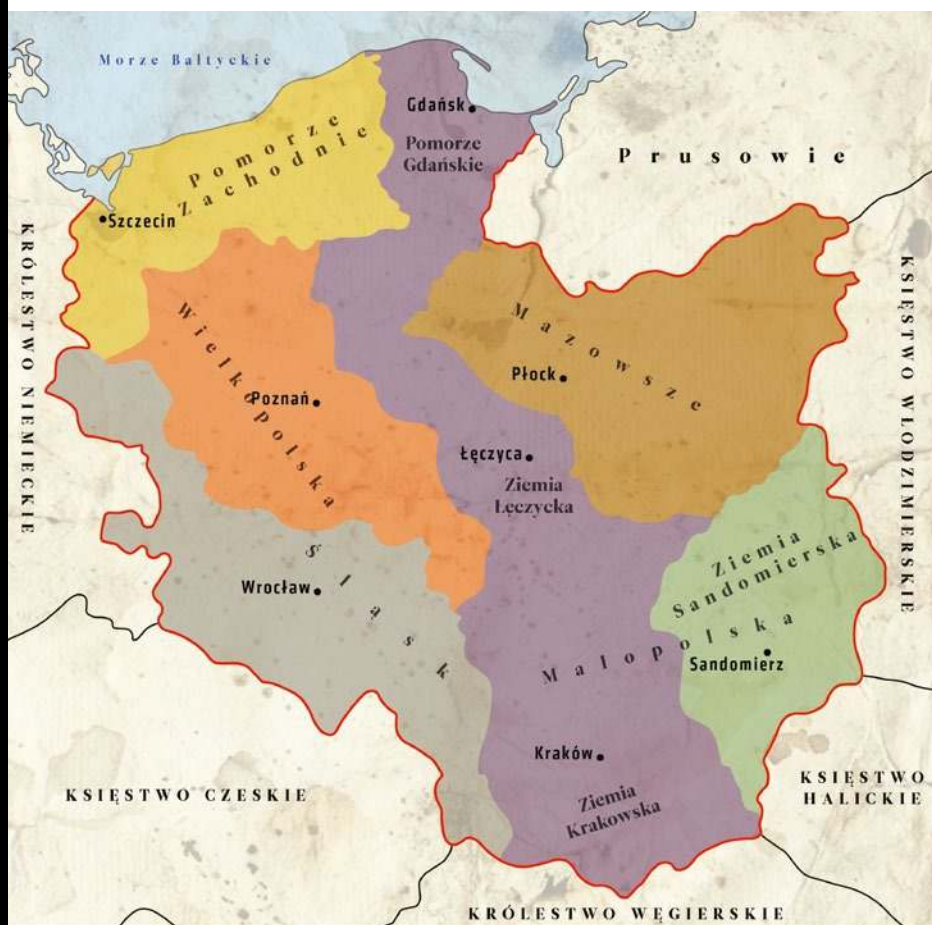 Morze Bałtyckie
Gdańsk
Pomorze
Gdańskie
Prusowie
Pomorze
Zachodnie
Szczecin
KRÓLESTWO NIEMIECKIE
KSIĘSTWO WŁODZIMIERSKIE
Wielkopolska
Poznań
Mazowsze
Płock
Łęczyca
Ziemia
Łęczycka
Śląsk
Wrocław
Ziemia
Sandomierska
Małopolska
Sandomierz
Kraków
Ziemia
Krakowska
KSIĘSTWO CZESKIE
KSIĘSTWO
HALICKIE
KRÓLESTWO WĘGIERSKIE